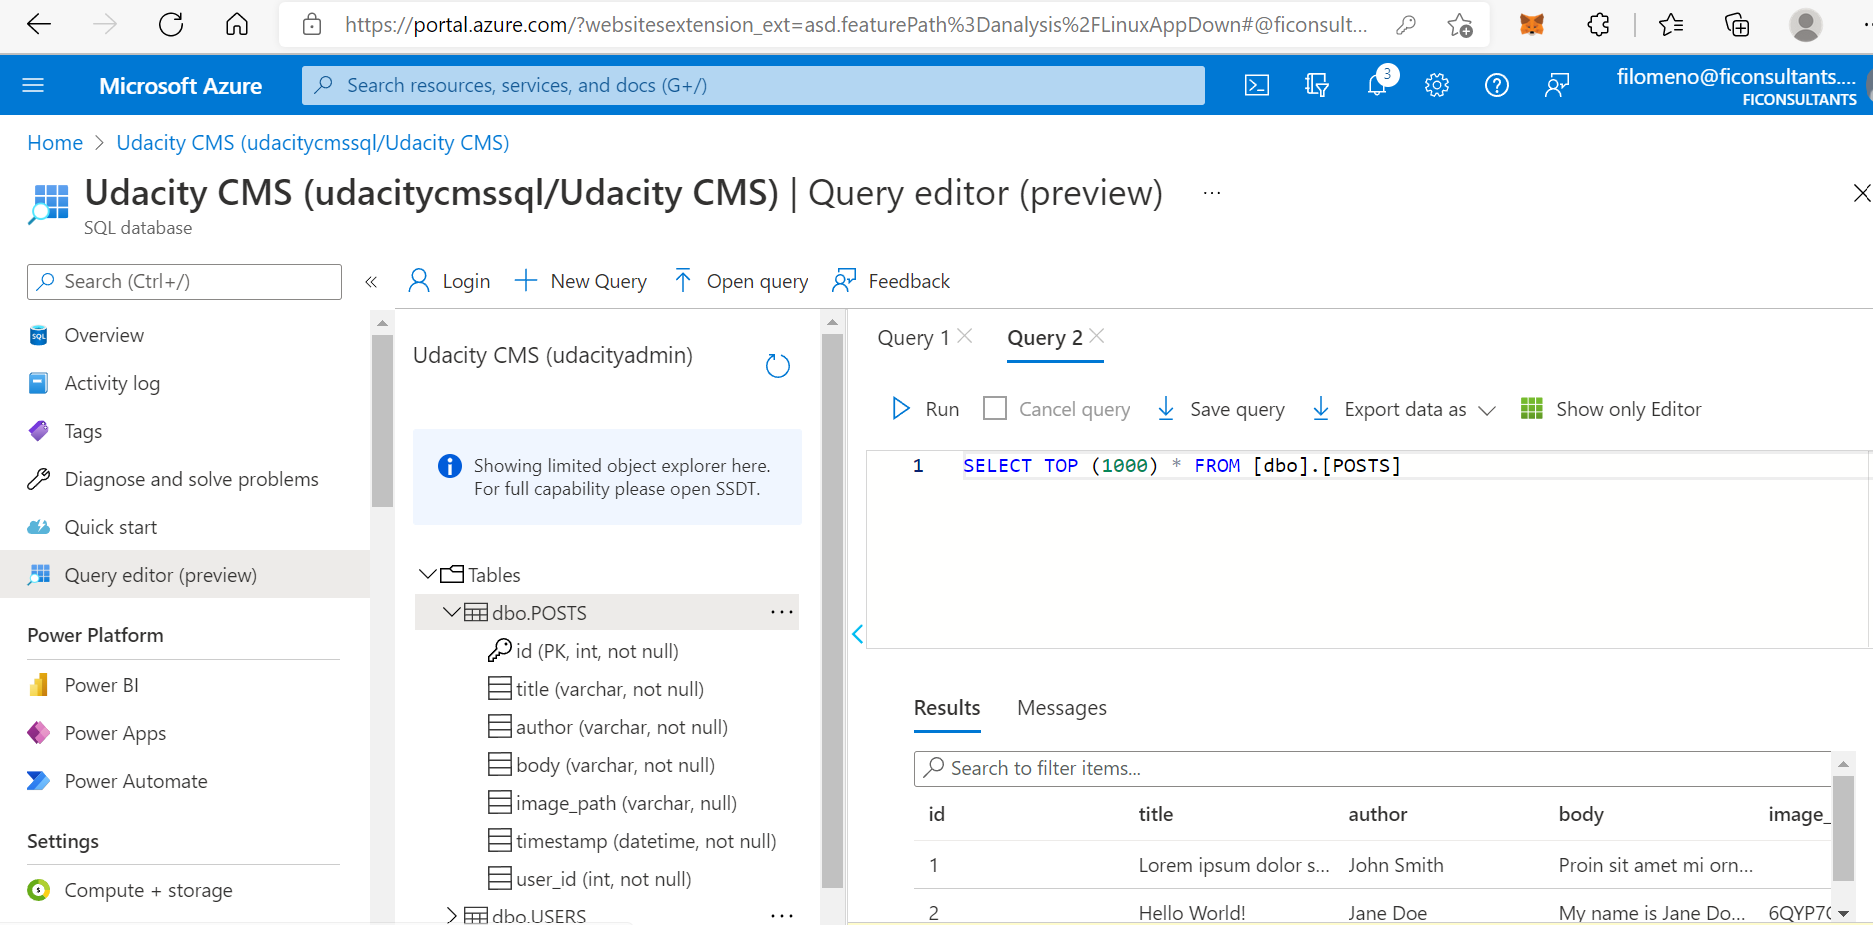 https://portal.azure.com/?websitesextension_ext=asd.featurePath%3Danalysis%2FLinuxAppDown#@ficonsult...
Microsoft Azure
Search resources, services, and docs (G+/)
3
filomeno@ficonsultants....
FICONSULTANTS
Home > Udacity CMS (udacitycmssql/Udacity CMS)
Udacity CMS (udacitycmssql/Udacity CMS) | Query editor (preview) ...
SQL database
Search (Ctrl+/)
«
Login
New Query
Open query
Feedback
SQL
Overview
Activity log
Tags
Diagnose and solve problems
Quick start
Query editor (preview)
Power Platform
Power BI
Power Apps
Power Automate
Settings
Compute + storage
Udacity CMS (udacityadmin)
Showing limited object explorer here.
For full capability please open SSDT.
Tables
dbo.POSTS ...
id (PK, int, not null)
title (varchar, not null)
author (varchar, not null)
body (varchar, not null)
image_path (varchar, null)
timestamp (datetime, not null)
user_id (int, not null)
dbo.USERS ...
Query 1
Query 2
Run
Cancel query
Save query
Export data as
Show only Editor
1 SELECT TOP (1000) * FROM [dbo].[POSTS]
Results
Messages
Search to filter items...
id title author body image_
1 Lorem ipsum dolor s... John Smith Proin sit amet mi orn...
2 Hello World! Jane Doe My name is Jane Do... 6QYP7